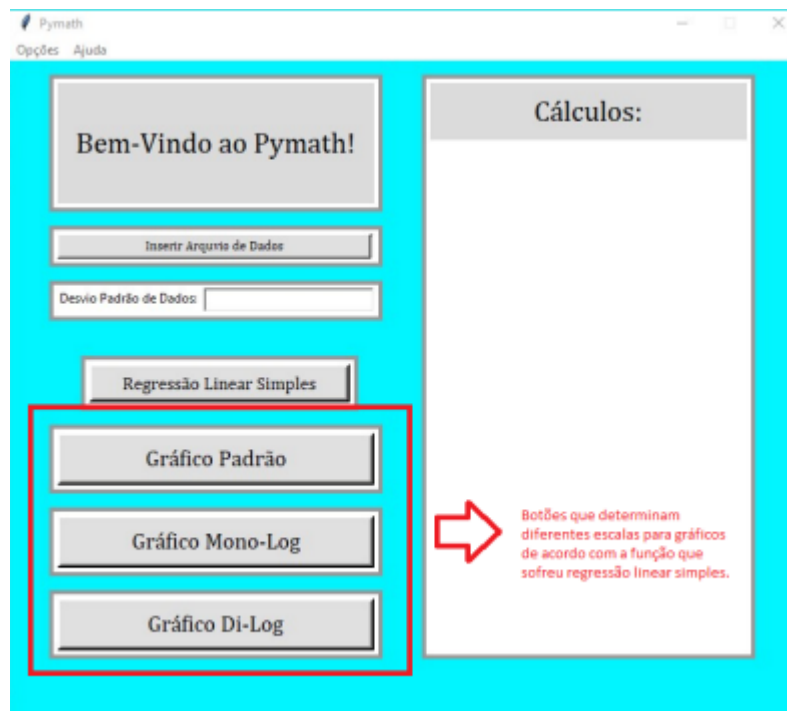 Pymath
Opções Ajuda
Bem-Vindo ao Pymath!
Inserir Arquvio de Dados
Desvio Padrão de Dados:
Regressão Linear Simples
Gráfico Padrão
Gráfico Mono-Log
Gráfico Di-Log
Cálculos:
Botões que determinam
diferentes escalas para gráficos
de acordo com a função que
sofreu regressão linear simples.